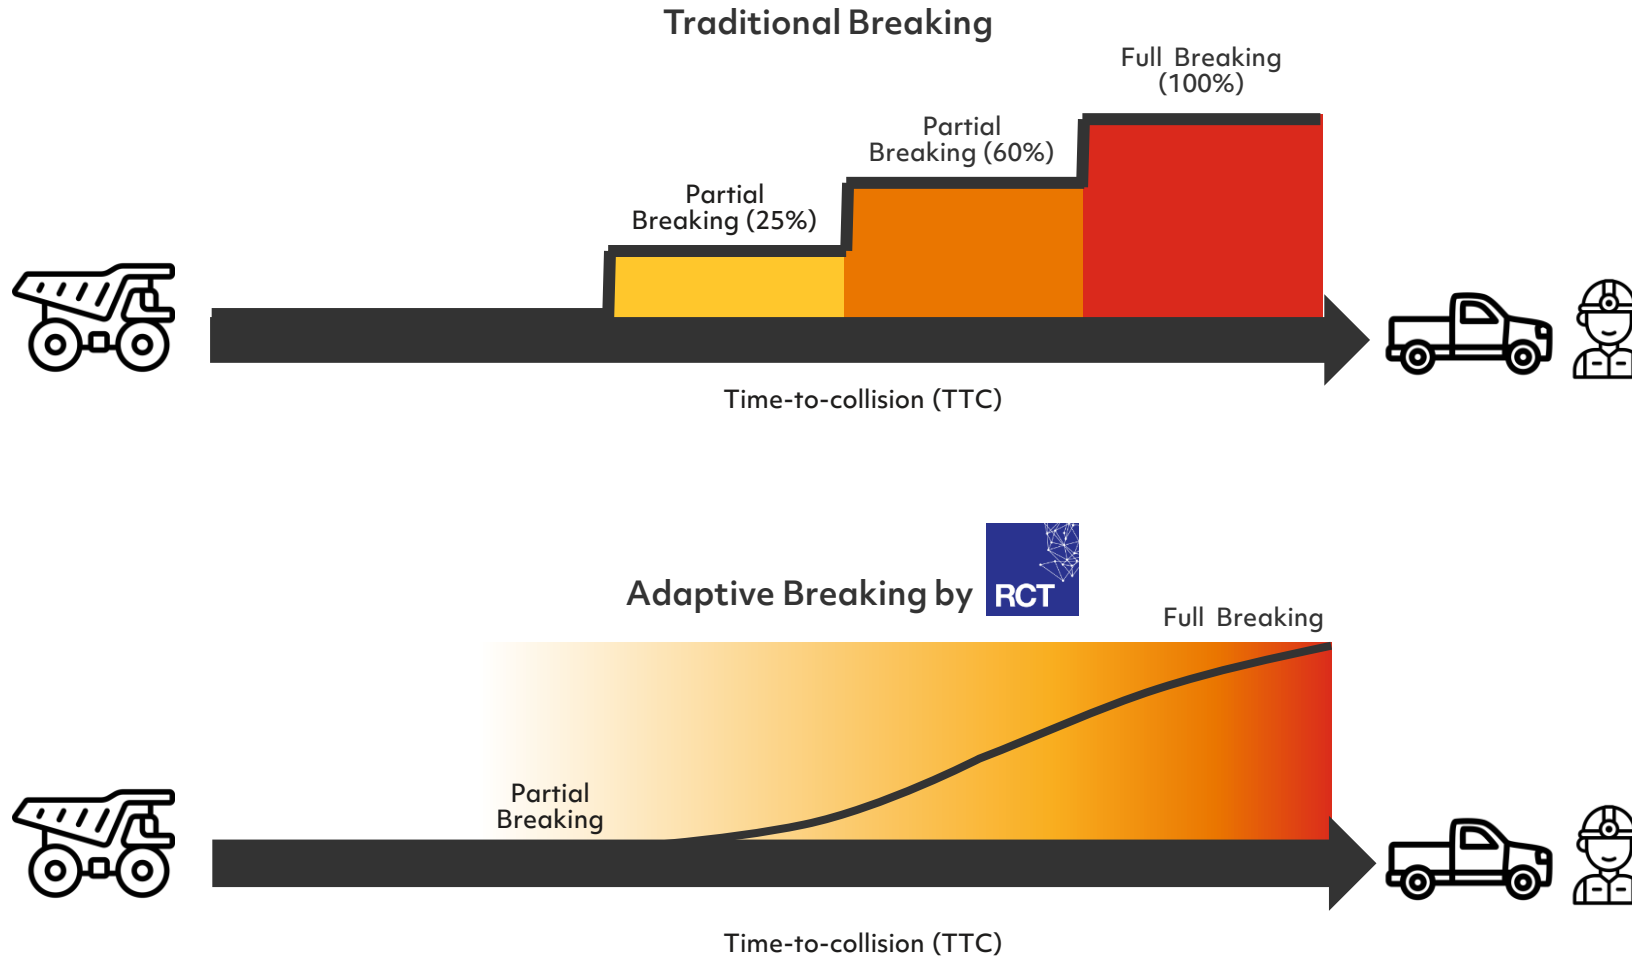 Traditional Breaking
Full Breaking
(100%)
Partial
Breaking (60%)
Partial
Breaking (25%)
Time-to-collision (TTC)
Adaptive Breaking by
RCT
Full Breaking
Partial
Breaking
Time-to-collision (TTC)